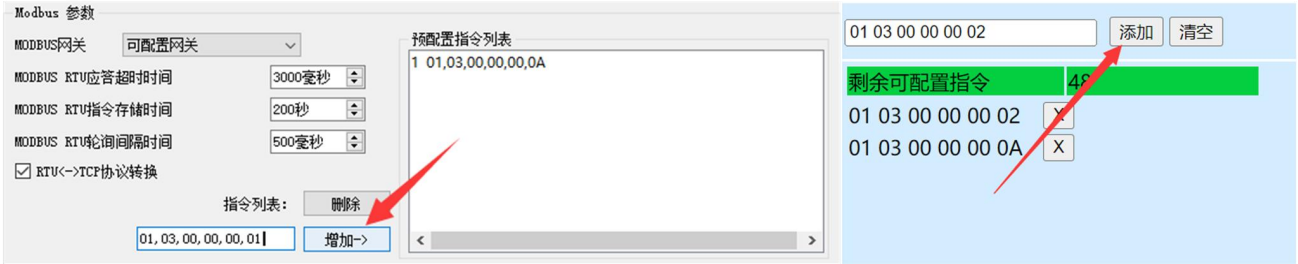 Modbus 参数
MODBUS网关 可配置网关
MODBUS RTU应答超时时间 3000毫秒
MODBUS RTU指令存储时间 200秒
MODBUS RTU轮询间隔时间 500毫秒
RTU<->TCP协议转换
指令列表: 删除
01,03,00,00,00,01 增加->
预配置指令列表
1 01,03,00,00,00,0A
01 03 00 00 00 02 添加 清空
剩余可配置指令 48
01 03 00 00 00 02 X
01 03 00 00 00 0A X